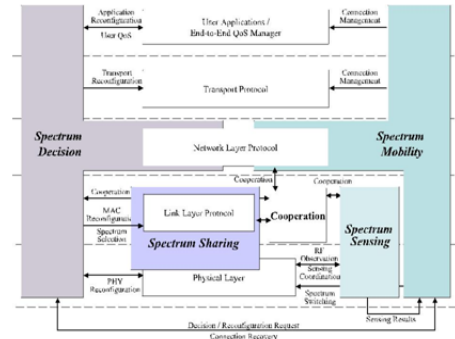 Application
Reconfiguration
User QoS
User Applications /
End-to-End QoS Manager
Connection
Management
Transport
Reconfiguration
Transport Protocol
Connection
Management
Spectrum
Decision
Network Layer Protocol
Spectrum
Mobility
Cooperation
Cooperation
Cooperation
MAC
Reconfiguration
Spectrum
Selection
Link Layer Protocol
Cooperation
Spectrum Sharing
Spectrum
Sensing
RF
Observation
Sensing
Coordination
PHY
Reconfiguration
Physical Layer
Spectrum
Switching
Sensing Results
Decision / Reconfiguration Request
Connection Recovery